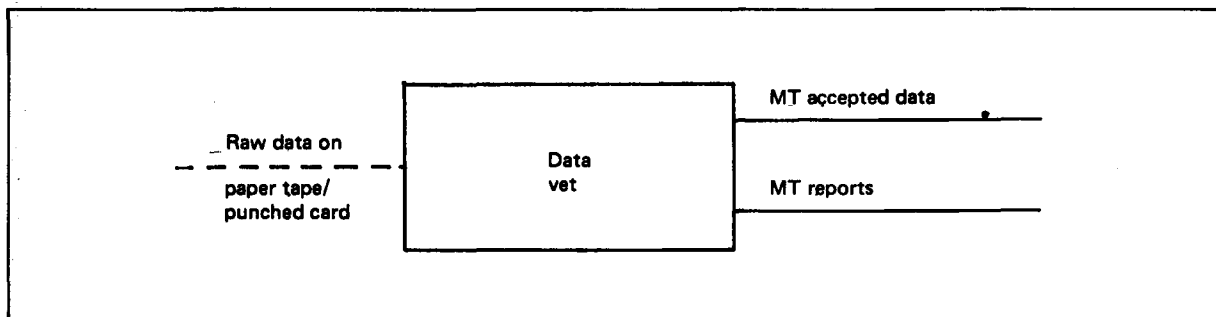 Raw data on
paper tape/
punched card
Data
vet
MT accepted data
MT reports